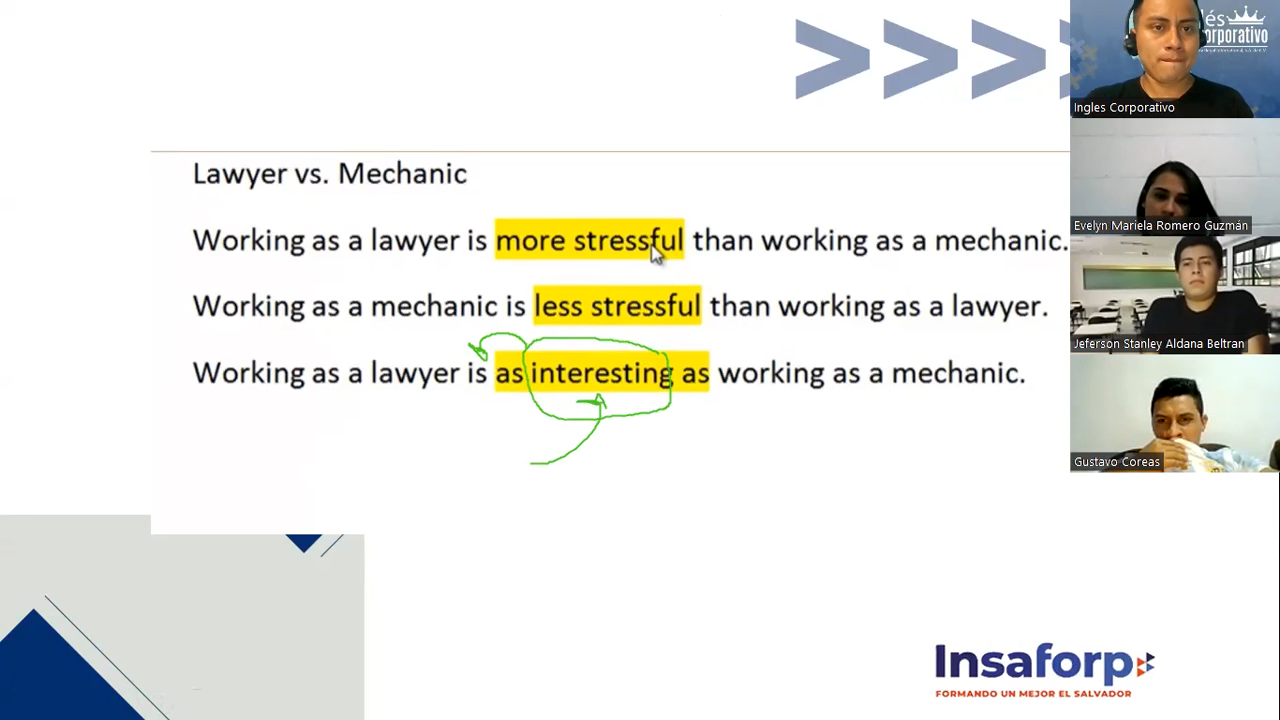 és
Corporativo
Ingles Corporativo
Lawyer vs. Mechanic
Working as a lawyer is more stressful than working as a mechanic.
Evelyn Mariela Romero Guzmán
Working as a mechanic is less stressful than working as a lawyer.
Jeferson Stanley Aldana Beltran
Working as a lawyer is as interesting as working as a mechanic.
Gustavo Coreas
Insaforp
FORMANDO UN MEJOR EL SALVADOR